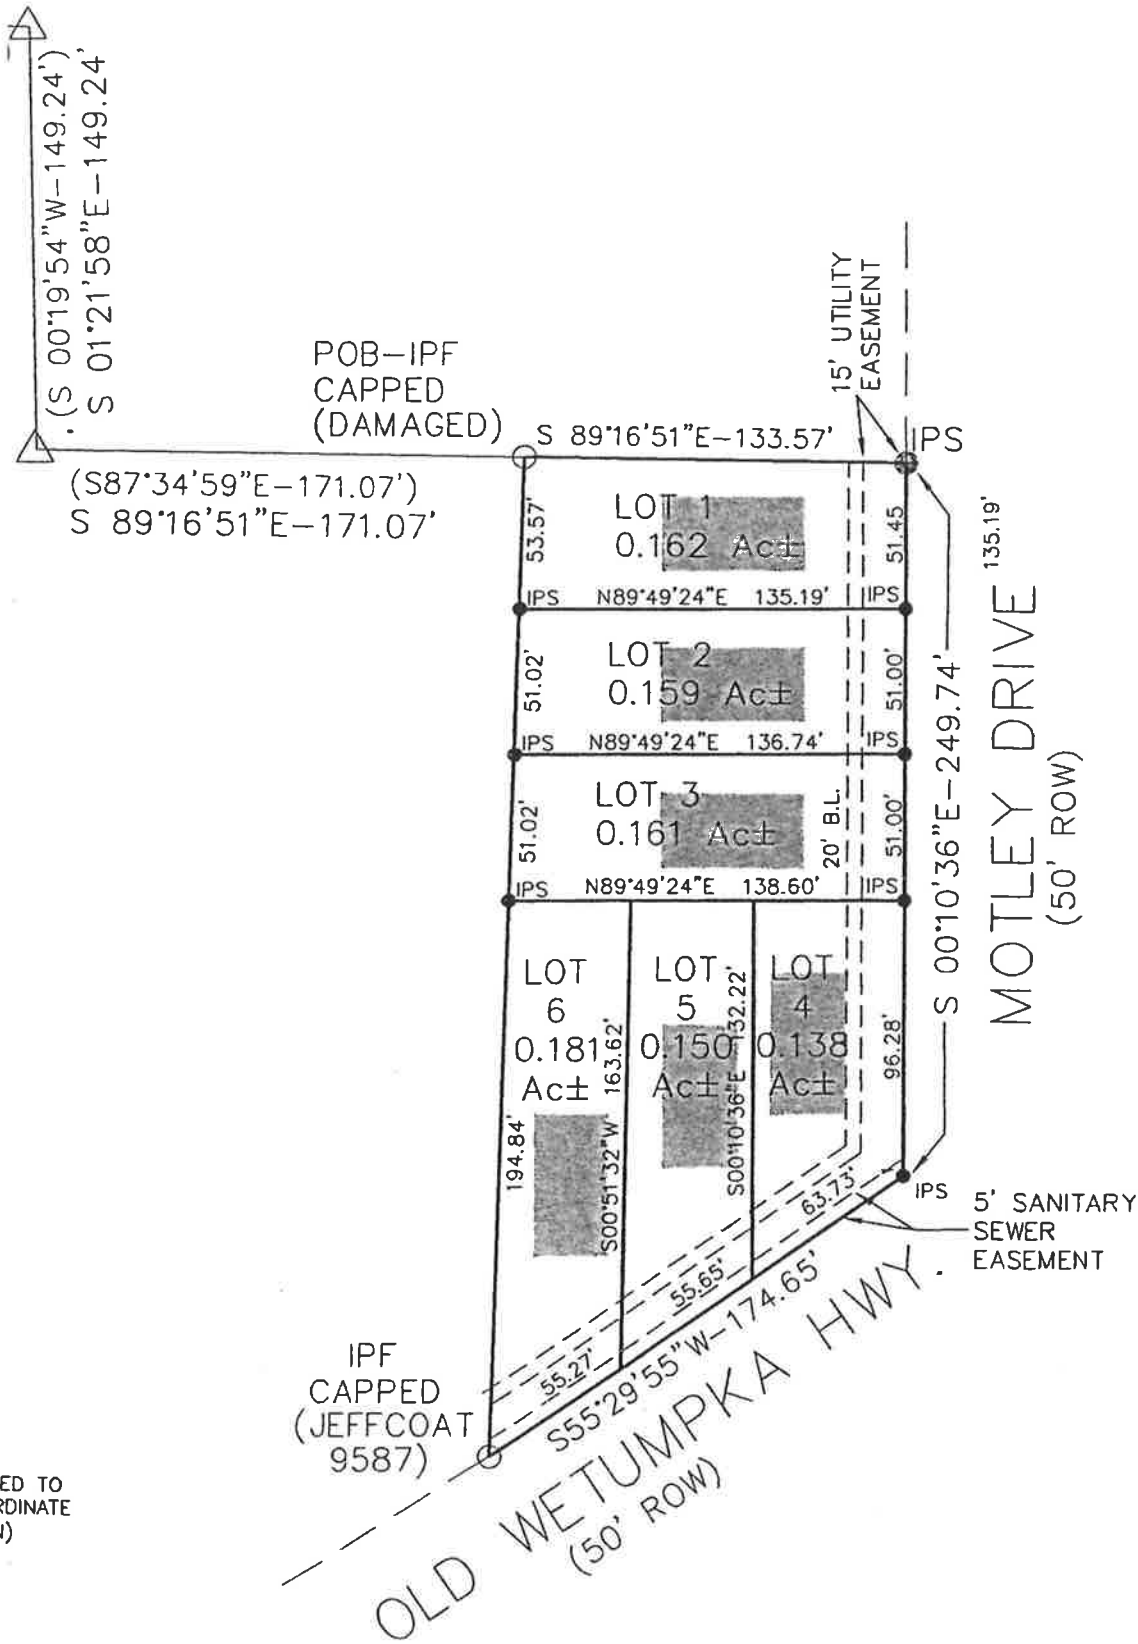 (S 00°19'54"W-149.24')
S 01°21'58"E-149.24'
POB-IPF
CAPPED
(DAMAGED)
15' UTILITY
EASEMENT
S 89°16'51"E-133.57'
IPS
(S87°34'59"E-171.07')
S 89°16'51"E-171.07'
53.57'
LOT 1
0.162 Ac±
51.45
135.19'
IPS
N89°49'24"E 135.19'
IPS
51.02'
LOT 2
0.159 Ac±
51.00'
IPS
N89°49'24"E 136.74'
IPS
51.02'
LOT 3
0.161 Ac±
20' B.L.
51.00'
IPS
N89°49'24"E 138.60'
IPS
S 00°10'36"E-249.74'
MOTLEY DRIVE
(50' ROW)
LOT
6
0.181
Ac±
194.84'
S00°51'32"W 163.62'
LOT
5
0.150
Ac±
S00°10'36"E 132.22'
LOT
4
0.138
Ac±
96.28'
IPS
5' SANITARY
SEWER
EASEMENT
63.73'
55.65'
55.27'
S55°29'55"W-174.65'
IPF
CAPPED
(JEFFCOAT
9587)
OLD WETUMPKA HWY.
(50' ROW)
ED TO
RDINATE